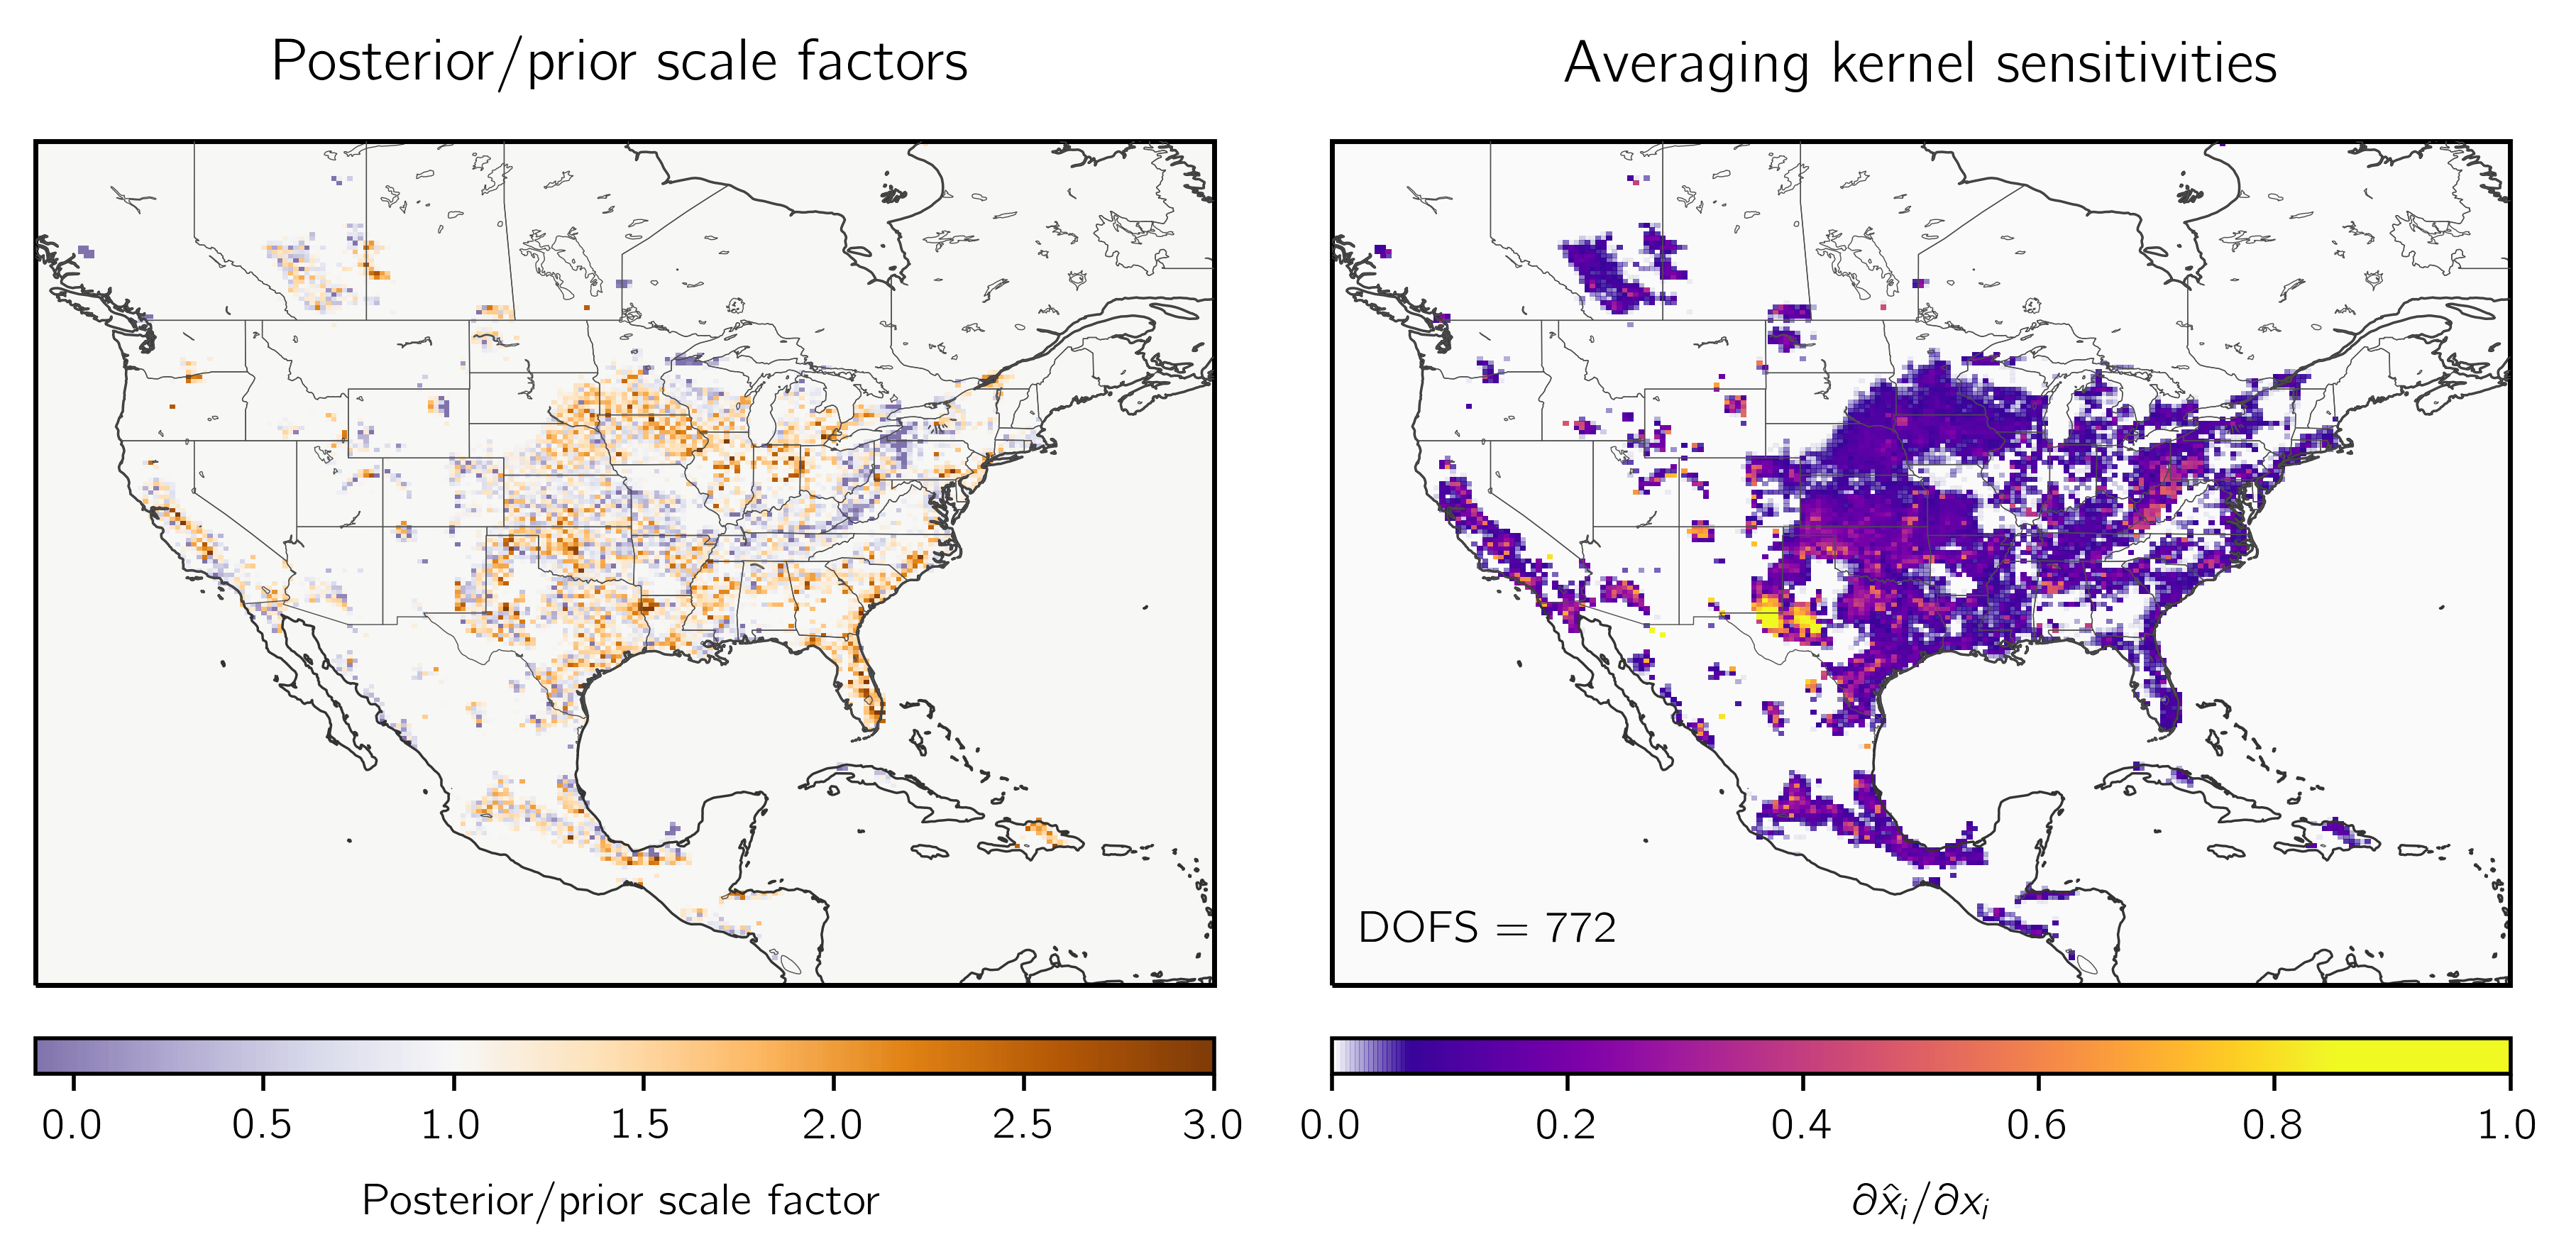 Posterior/prior scale factors
Averaging kernel sensitivities
DOFS = 772
0.0 0.5 1.0 1.5 2.0 2.5 3.0
0.0 0.2 0.4 0.6 0.8 1.0
Posterior/prior scale factor
∂x̂ᵢ/∂xᵢ